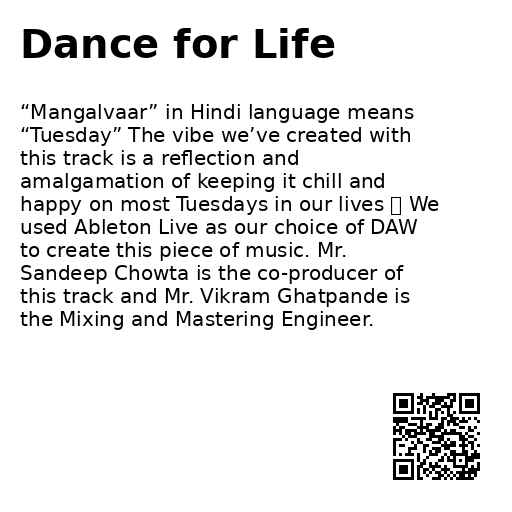 Dance for Life
“Mangalvaar” in Hindi language means
“Tuesday” The vibe we’ve created with
this track is a reflection and
amalgamation of keeping it chill and
happy on most Tuesdays in our lives We
used Ableton Live as our choice of DAW
to create this piece of music. Mr.
Sandeep Chowta is the co-producer of
this track and Mr. Vikram Ghatpande is
the Mixing and Mastering Engineer.